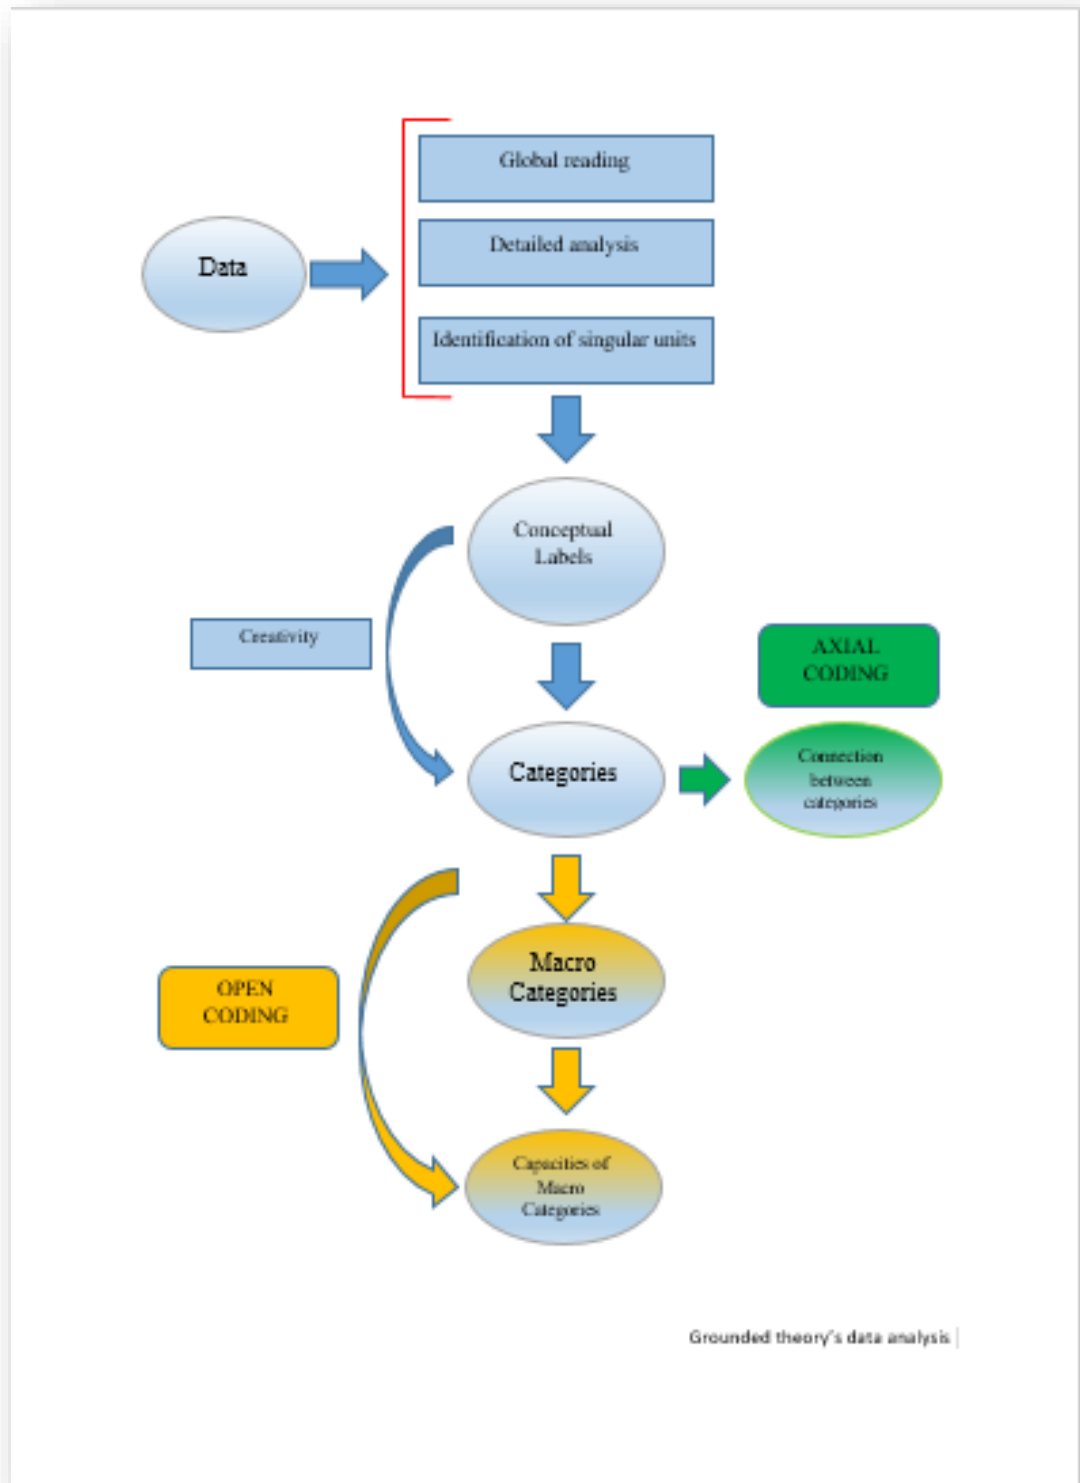 Global reading
Detailed analysis
Data
Identification of singular units
Conceptual
Labels
Creativity
AXIAL
CODING
Categories
Connection
between
categories
Macro
Categories
OPEN
CODING
Capacities of
Macro
Categories
Grounded theory's data analysis